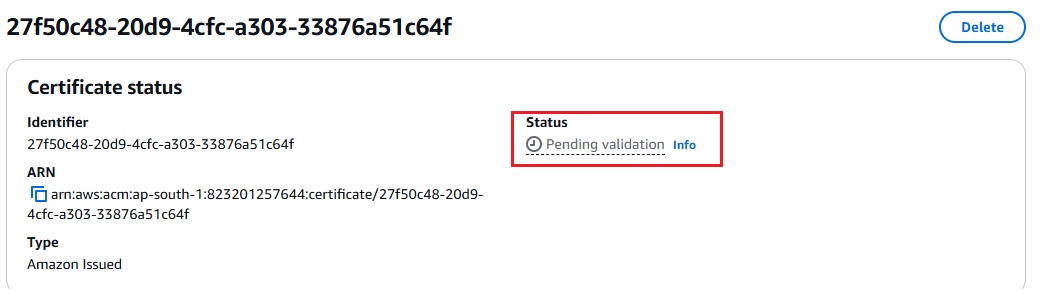 27f50c48-20d9-4cfc-a303-33876a51c64f
Delete
Certificate status
Identifier
27f50c48-20d9-4cfc-a303-33876a51c64f
Status
Pending validation Info
ARN
arn:aws:acm:ap-south-1:823201257644:certificate/27f50c48-20d9-
4cfc-a303-33876a51c64f
Type
Amazon Issued